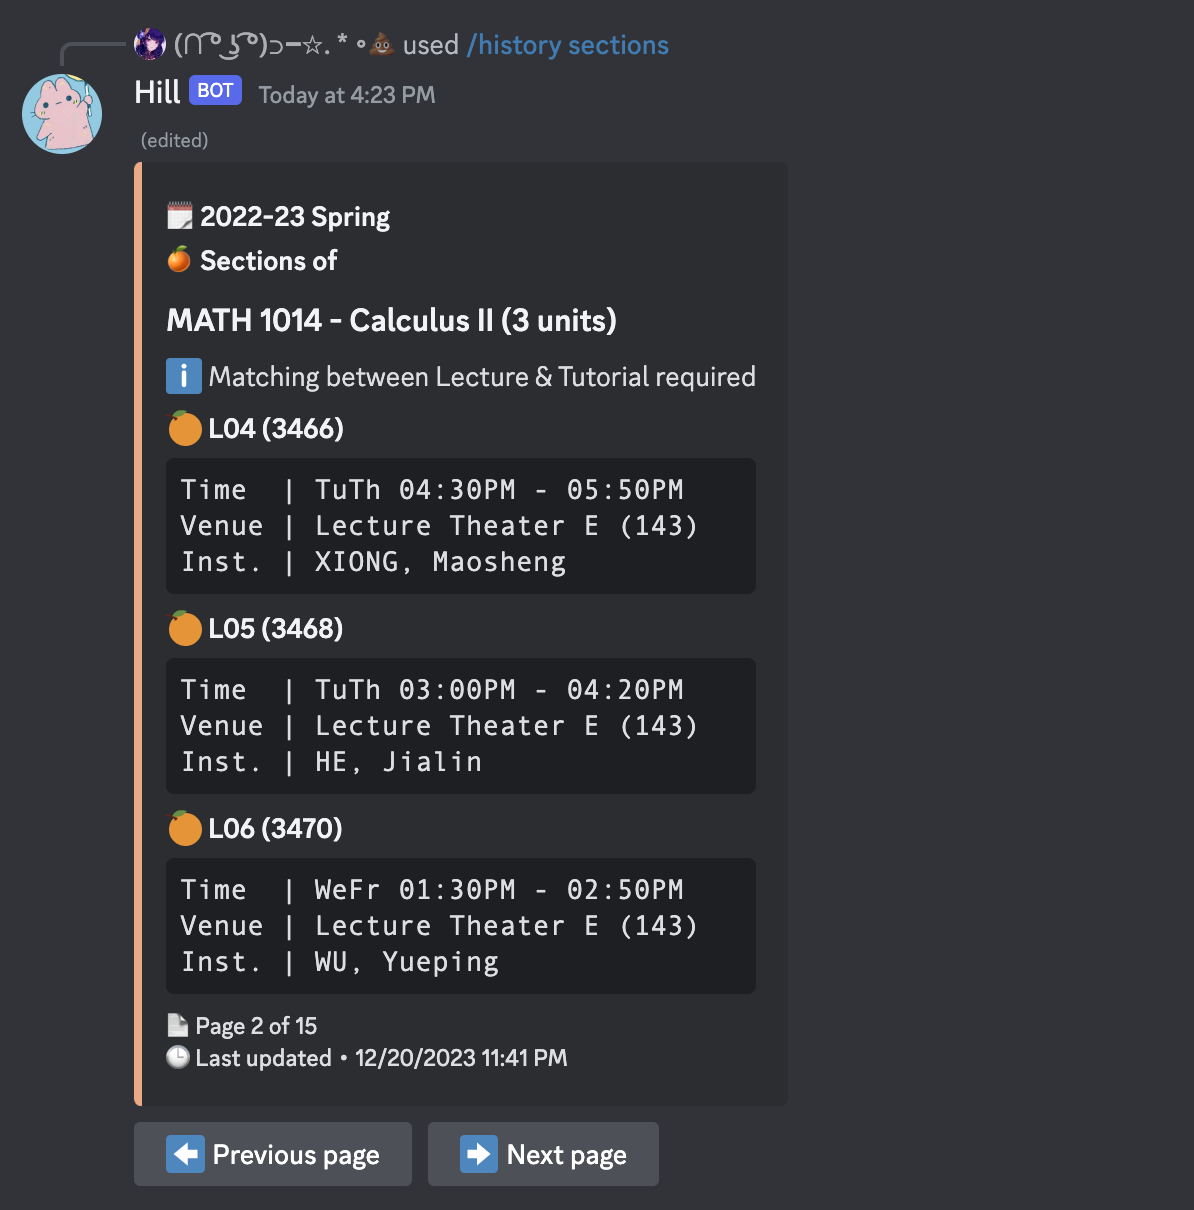 ( ͡° ͜ʖ ͡°)⊃━☆. * ∘💩 used /history sections
Hill BOT Today at 4:23 PM
(edited)
2022-23 Spring
Sections of
MATH 1014 - Calculus II (3 units)
i Matching between Lecture & Tutorial required
L04 (3466)
Time | TuTh 04:30PM - 05:50PM
Venue | Lecture Theater E (143)
Inst. | XIONG, Maosheng
L05 (3468)
Time | TuTh 03:00PM - 04:20PM
Venue | Lecture Theater E (143)
Inst. | HE, Jialin
L06 (3470)
Time | WeFr 01:30PM - 02:50PM
Venue | Lecture Theater E (143)
Inst. | WU, Yueping
Page 2 of 15
Last updated • 12/20/2023 11:41 PM
Previous page
Next page